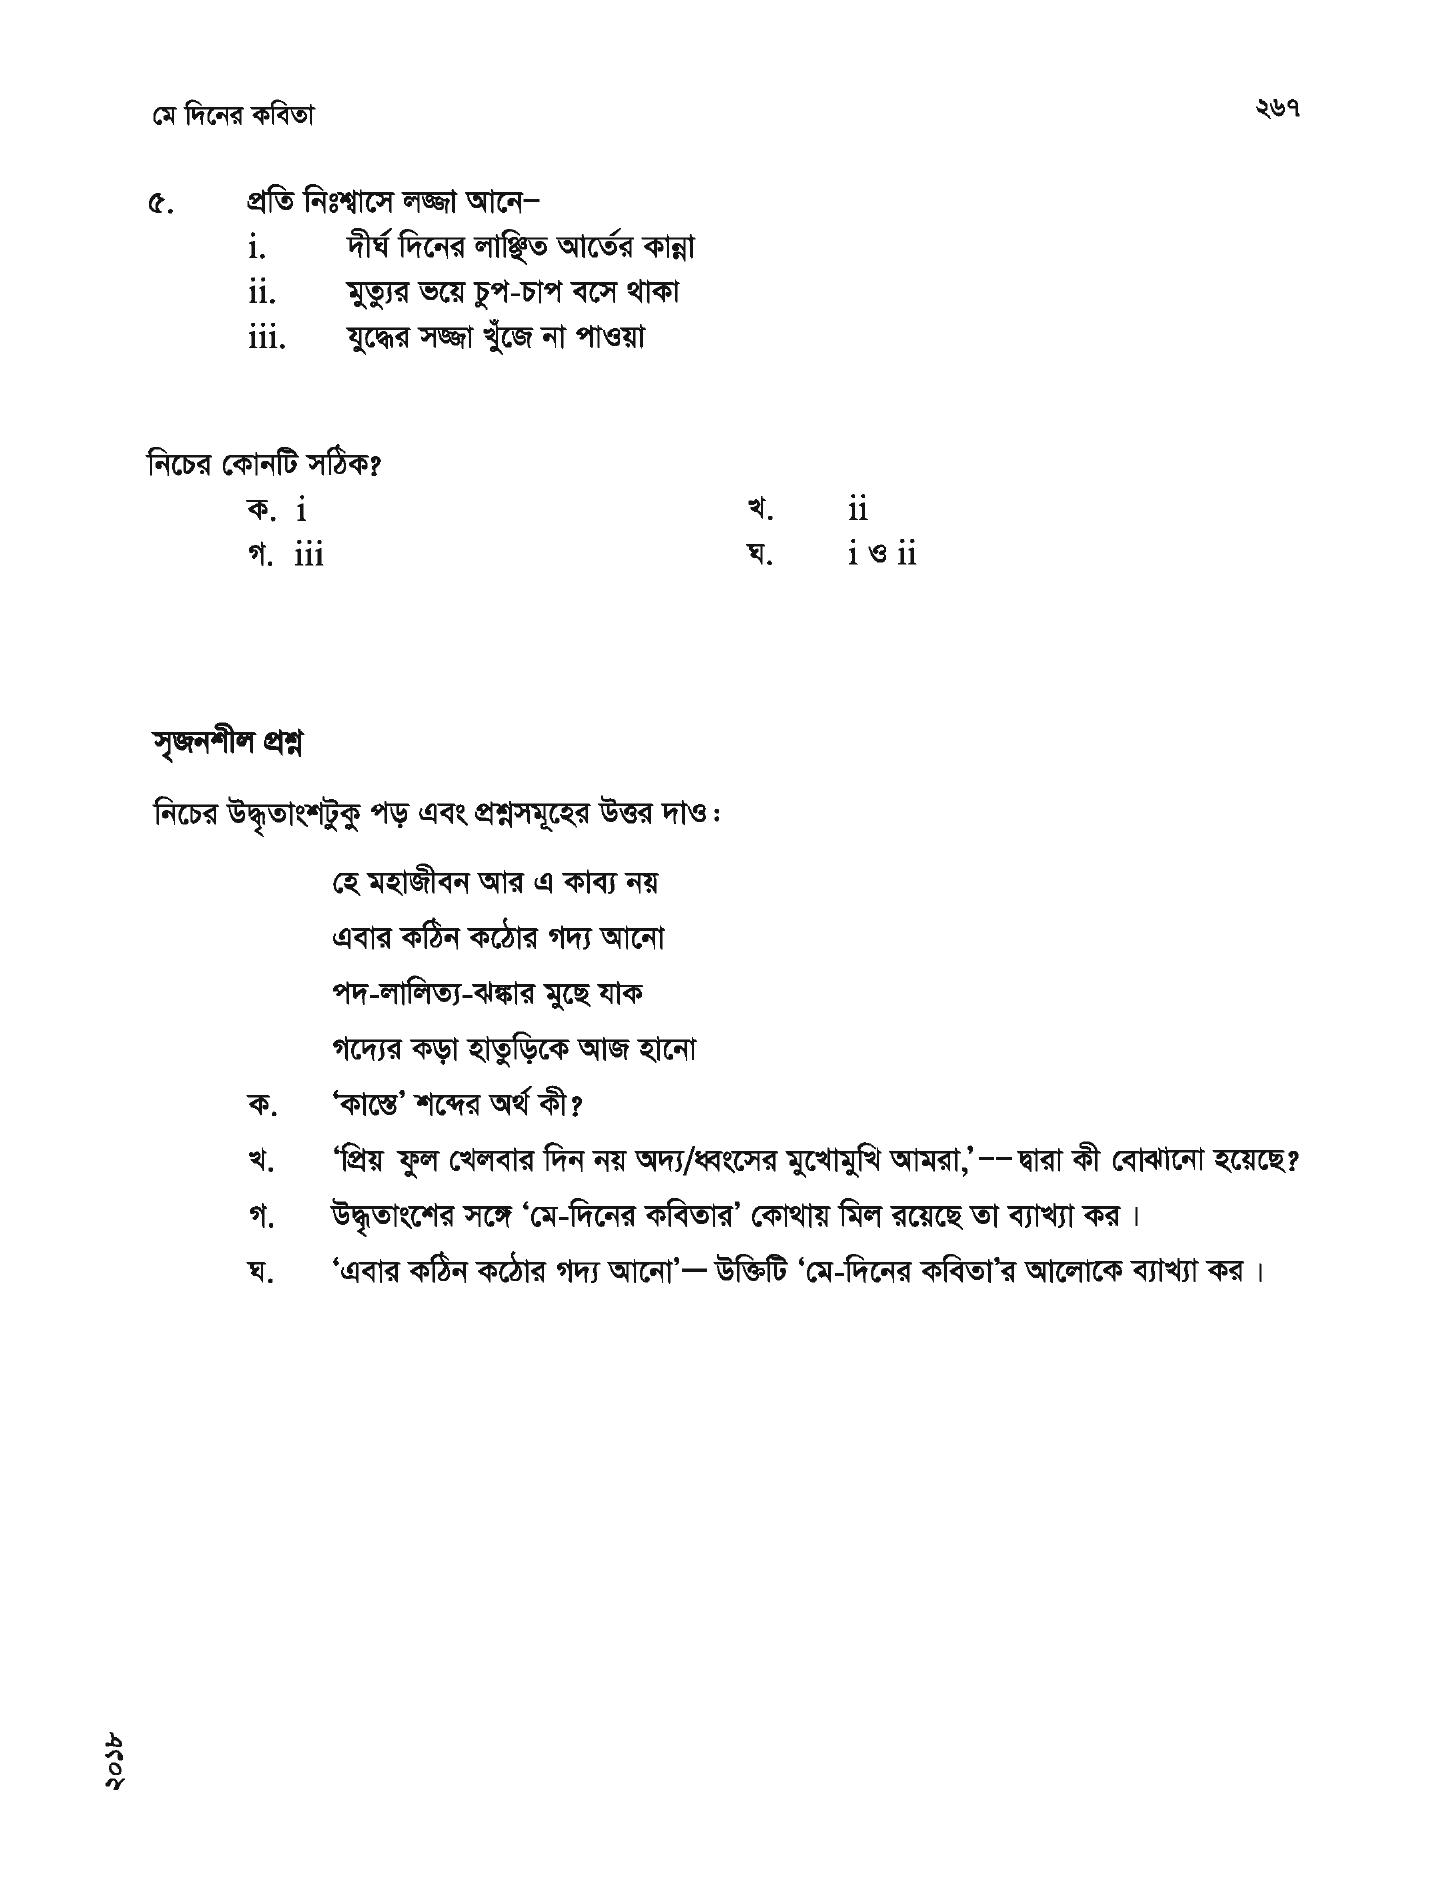 মে দিনের কবিতা ২৬৭
৫. প্রতি নিঃশ্বাসে লজ্জা আনে–
i. দীর্ঘ দিনের লাঞ্ছিত আর্তের কান্না
ii. মুত্যুর ভয়ে চুপ-চাপ বসে থাকা
iii. যুদ্ধের সজ্জা খুঁজে না পাওয়া
নিচের কোনটি সঠিক?
ক. i খ. ii
গ. iii ঘ. i ও ii
সৃজনশীল প্রশ্ন
নিচের উদ্ধৃতাংশটুকু পড় এবং প্রশ্নসমূহের উত্তর দাও :
হে মহাজীবন আর এ কাব্য নয়
এবার কঠিন কঠোর গদ্য আনো
পদ-লালিত্য-ঝঙ্কার মুছে যাক
গদ্যের কড়া হাতুড়িকে আজ হানো
ক. ‘কাস্তে’ শব্দের অর্থ কী?
খ. ‘প্রিয় ফুল খেলবার দিন নয় অদ্য/ধ্বংসের মুখোমুখি আমরা,’–– দ্বারা কী বোঝানো হয়েছে?
গ. উদ্ধৃতাংশের সঙ্গে ‘মে-দিনের কবিতার’ কোথায় মিল রয়েছে তা ব্যাখ্যা কর ।
ঘ. ‘এবার কঠিন কঠোর গদ্য আনো’— উক্তিটি ‘মে-দিনের কবিতা’র আলোকে ব্যাখ্যা কর ।
২০১৮